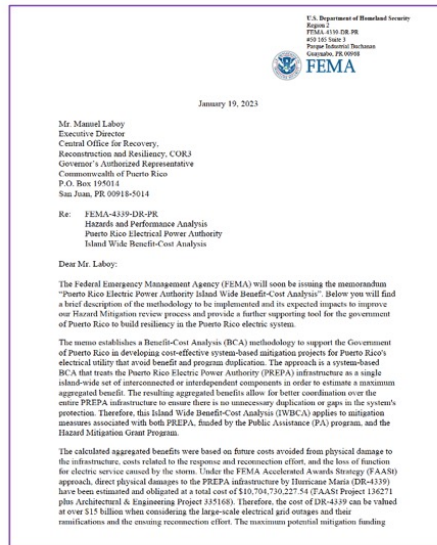 U.S. Department of Homeland Security
Region 2
FEMA-4339-DR-PR
#50 165 Suite 3
Parque Industrial Buchanan
Guaynabo, PR 00968
FEMA
January 19, 2023
Mr. Manuel Laboy
Executive Director
Central Office for Recovery,
Reconstruction and Resiliency, COR3
Governor's Authorized Representative
Commonwealth of Puerto Rico
P.O. Box 195014
San Juan, PR 00918-5014
Re: FEMA-4339-DR-PR
Hazards and Performance Analysis
Puerto Rico Electrical Power Authority
Island Wide Benefit-Cost Analysis
Dear Mr. Laboy:
The Federal Emergency Management Agency (FEMA) will soon be issuing the memorandum
"Puerto Rico Electric Power Authority Island Wide Benefit-Cost Analysis". Below you will find
a brief description of the methodology to be implemented and its expected impacts to improve
our Hazard Mitigation review process and provide a further supporting tool for the government
of Puerto Rico to build resiliency in the Puerto Rico electric system.
The memo establishes a Benefit-Cost Analysis (BCA) methodology to support the Government
of Puerto Rico in developing cost-effective system-based mitigation projects for Puerto Rico's
electrical utility that avoid benefit and program duplication. The approach is a system-based
BCA that treats the Puerto Rico Electric Power Authority (PREPA) infrastructure as a single
island-wide set of interconnected or interdependent components in order to estimate a maximum
aggregated benefit. The resulting aggregated benefits allow for better coordination over the
entire PREPA infrastructure to ensure there is no unnecessary duplication or gaps in the system's
protection. Therefore, this Island Wide Benefit-Cost Analysis (IWBCA) applies to mitigation
measures associated with both PREPA, funded by the Public Assistance (PA) program, and the
Hazard Mitigation Grant Program.
The calculated aggregated benefits were based on future costs avoided from physical damage to
the infrastructure, costs related to the response and reconnection effort, and the loss of function
for electric service caused by the storm. Under the FEMA Accelerated Awards Strategy (FAASt)
approach, direct physical damages to the PREPA infrastructure by Hurricane Maria (DR-4339)
have been estimated and obligated at a total cost of $10,704,730,227.54 (FAASt Project 136271
plus Architectural & Engineering Project 335168). Therefore, the cost of DR-4339 can be valued
at over $15 billion when considering the large-scale electrical grid outages and their
ramifications and the ensuing reconnection effort. The maximum potential mitigation funding